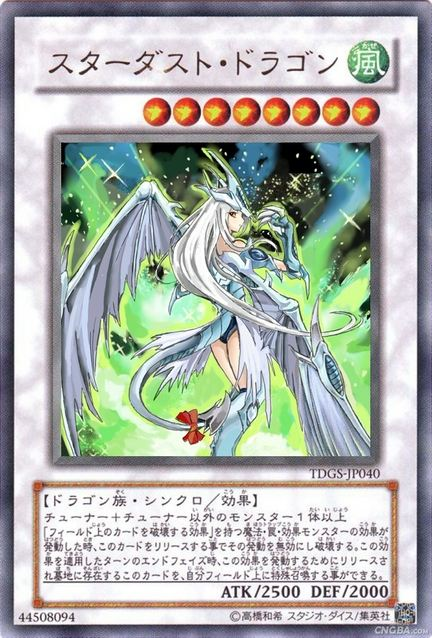 スターダスト・ドラゴン
風
TDGS-JP040
【ドラゴン族・シンクロ／効果】
チューナー＋チューナー以外のモンスター１体以上
「フィールド上のカードを破壊する効果」を持つ魔法・罠・効果モンスターの効果が
発動した時、このカードをリリースする事でその発動を無効にし破壊する。この効
果を適用したターンのエンドフェイズ時、この効果を発動するためにリリースされ
墓地に存在するこのカードを、自分フィールド上に特殊召喚する事ができる。
ATK/2500 DEF/2000
44508094
©高橋和希 スタジオ・ダイス/集英社
CNGBA.com